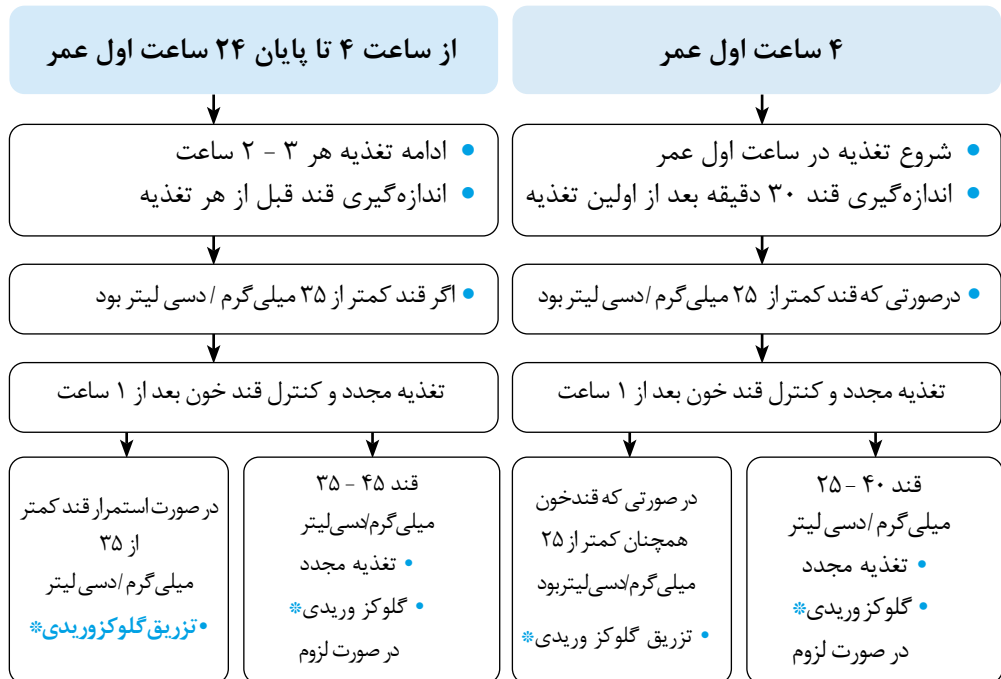 ۴ ساعت اول عمر
• شروع تغذیه در ساعت اول عمر
• اندازه‌گیری قند ۳۰ دقیقه بعد از اولین تغذیه
• درصورتی که قند کمتر از ۲۵ میلی‌گرم / دسی لیتر بود
تغذیه مجدد و کنترل قند خون بعد از ۱ ساعت
قند ۴۰ – ۲۵
میلی‌گرم / دسی لیتر
• تغذیه مجدد
• گلوکز وریدی*
در صورت لزوم
در صورتی که قندخون
همچنان کمتر از ۲۵
میلی‌گرم/دسی‌لیتر بود
• تزریق گلوکز وریدی*
از ساعت ۴ تا پایان ۲۴ ساعت اول عمر
• ادامه تغذیه هر ۳ – ۲ ساعت
• اندازه‌گیری قند قبل از هر تغذیه
• اگر قند کمتر از ۳۵ میلی‌گرم / دسی لیتر بود
تغذیه مجدد و کنترل قند خون بعد از ۱ ساعت
قند ۴۵ – ۳۵
میلی‌گرم/دسی‌لیتر
• تغذیه مجدد
• گلوکز وریدی*
در صورت لزوم
در صورت استمرار قند کمتر
از ۳۵
میلی‌گرم / دسی لیتر
• تزریق گلوکز وریدی*